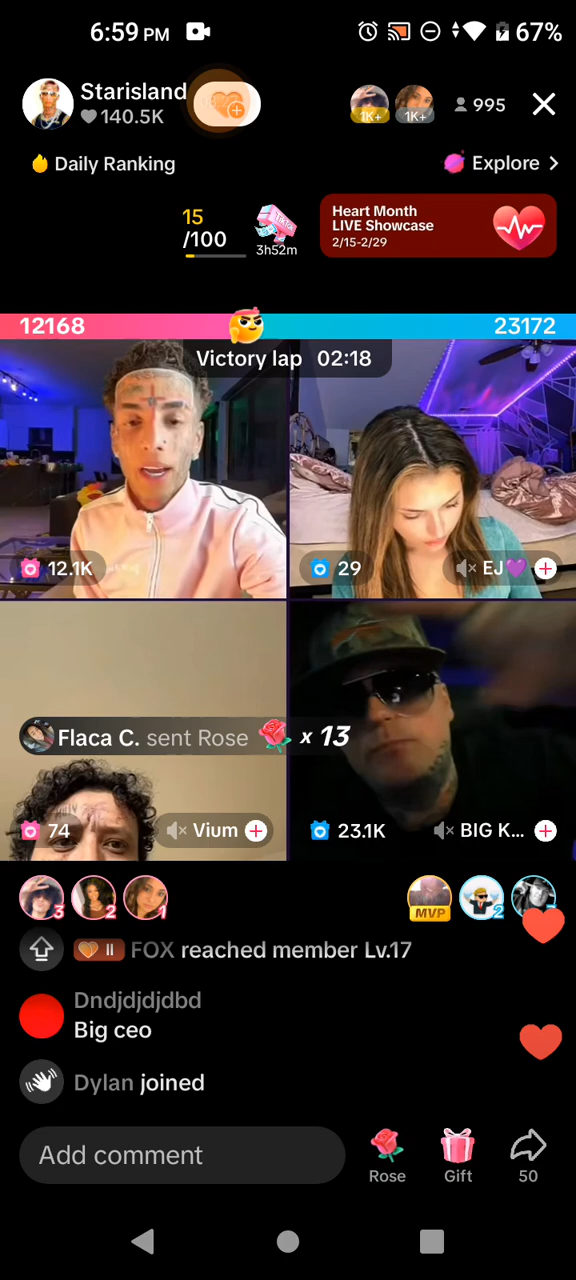 6:59 PM
67%
Starisland
140.5K
1K+
1K+
995
Daily Ranking
Explore >
15
/100
TikTok
3h52m
Heart Month
LIVE Showcase
2/15-2/29
12168
23172
Victory lap 02:18
12.1K
29
EJ
Flaca C. sent Rose x 13
74
Vium
23.1K
BIG K...
3
2
1
MVP
2
II FOX reached member Lv.17
Dndjdjdjdbd
Big ceo
Dylan joined
Add comment
Rose
Gift
50